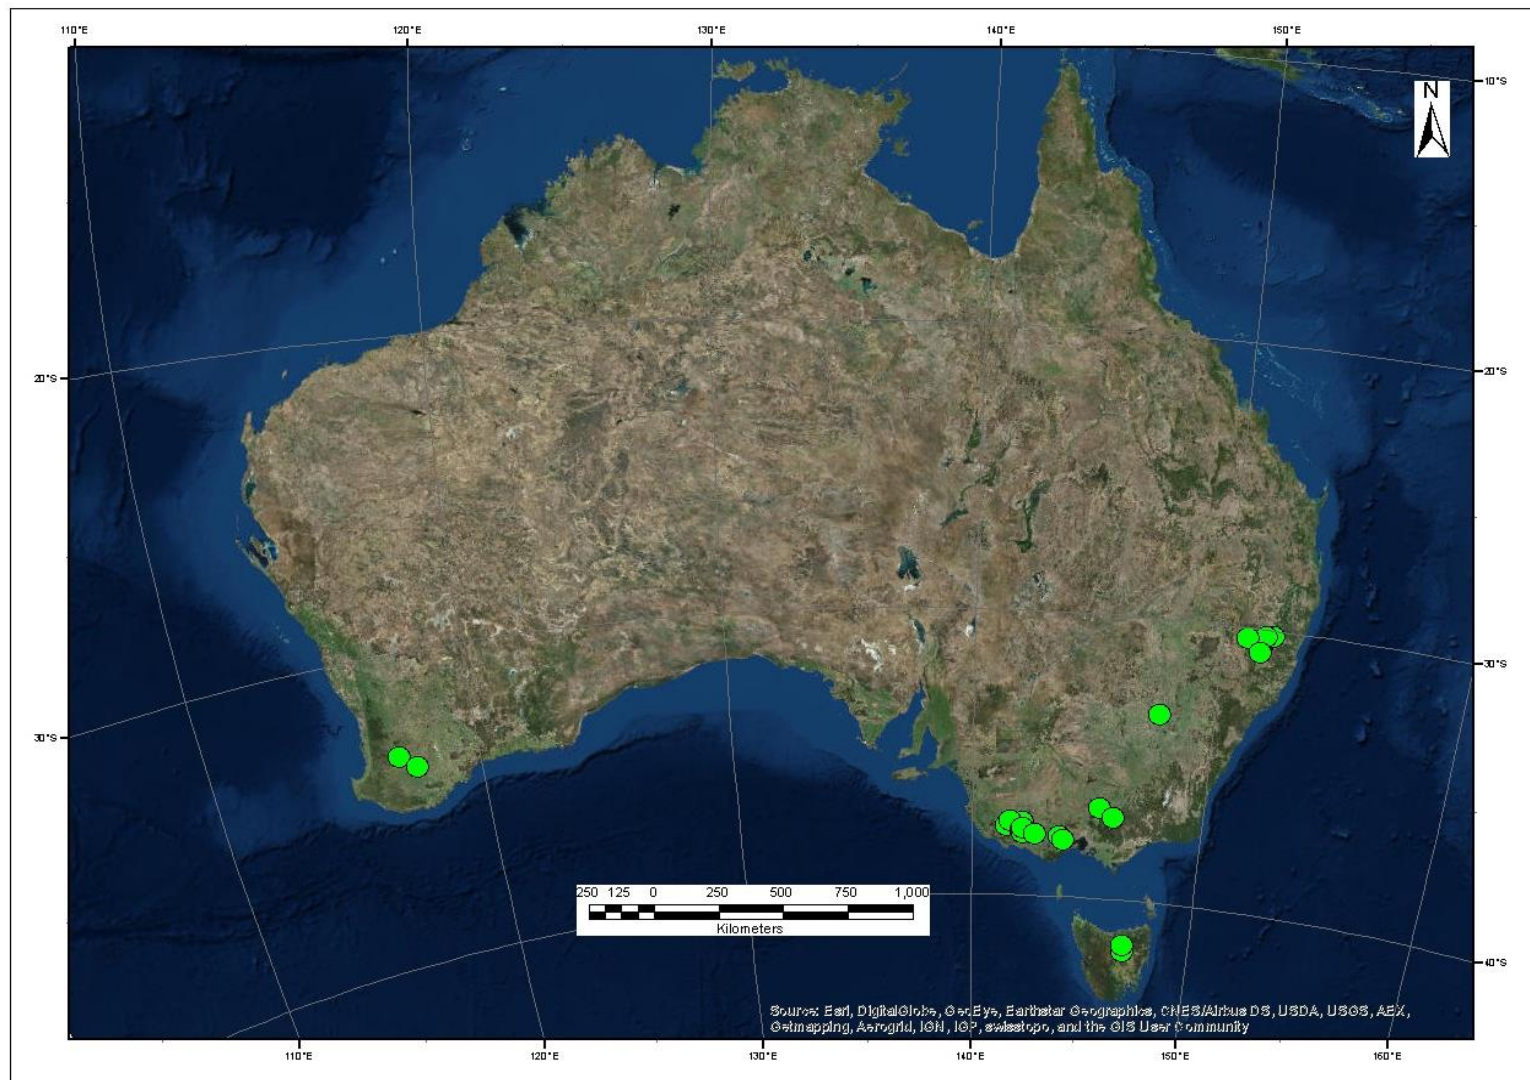 110°E 120°E 130°E 140°E 150°E
10°S
N
20°S 20°S
30°S
30°S
250 125 0 250 500 750 1,000
Kilometers
40°S
Source: Esri, DigitalGlobe, GeoEye, Earthstar Geographics, CNES/Airbus DS, USDA, USGS, AEX,
Getmapping, Aerogrid, IGN, IGP, swisstopo, and the GIS User Community
110°E 120°E 130°E 140°E 150°E 160°E